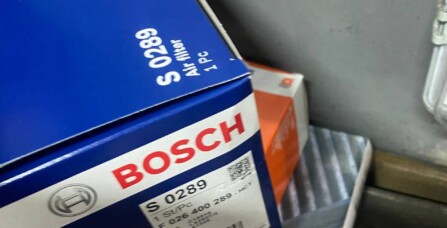 S 0289
Air filter
1 Pc
BOSCH
S 0289
1 St/Pc
F 026 400 289